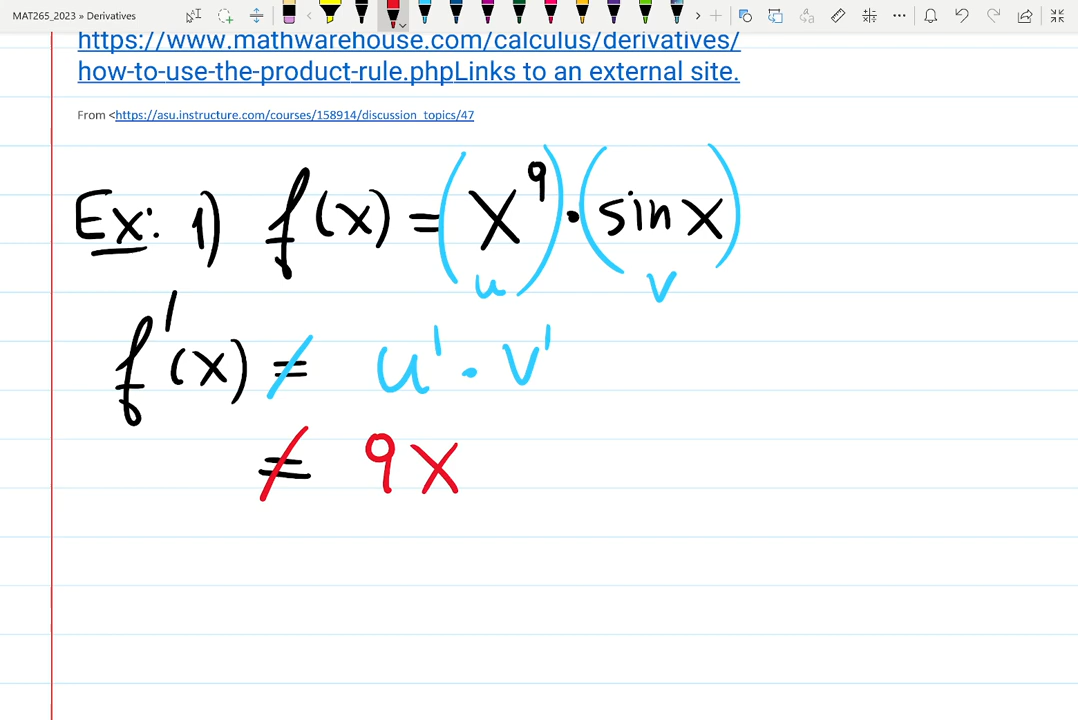 MAT265_2023 » Derivatives
https://www.mathwarehouse.com/calculus/derivatives/
how-to-use-the-product-rule.phpLinks to an external site.
From <https://asu.instructure.com/courses/158914/discussion_topics/47
Ex: 1) f(x) = (x⁹) · (sin x)
u v
f'(x) ≠ u' · v'
≠ 9x